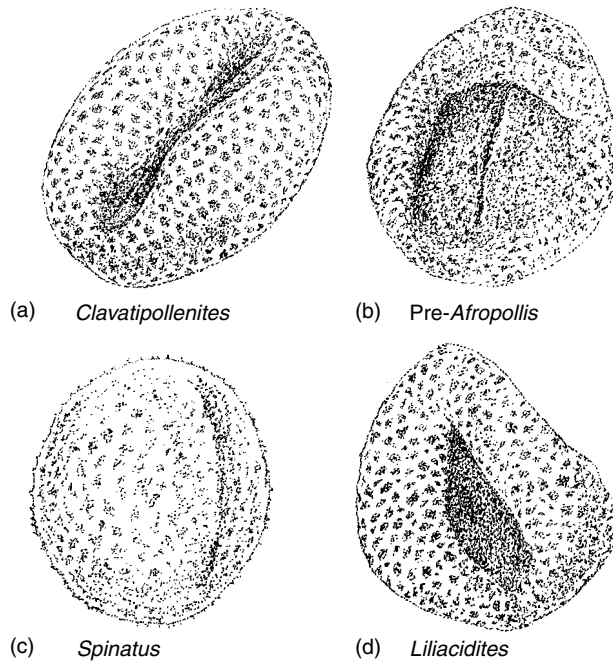 (a) Clavatipollenites
(b) Pre-Afropollis
(c) Spinatus
(d) Liliacidites